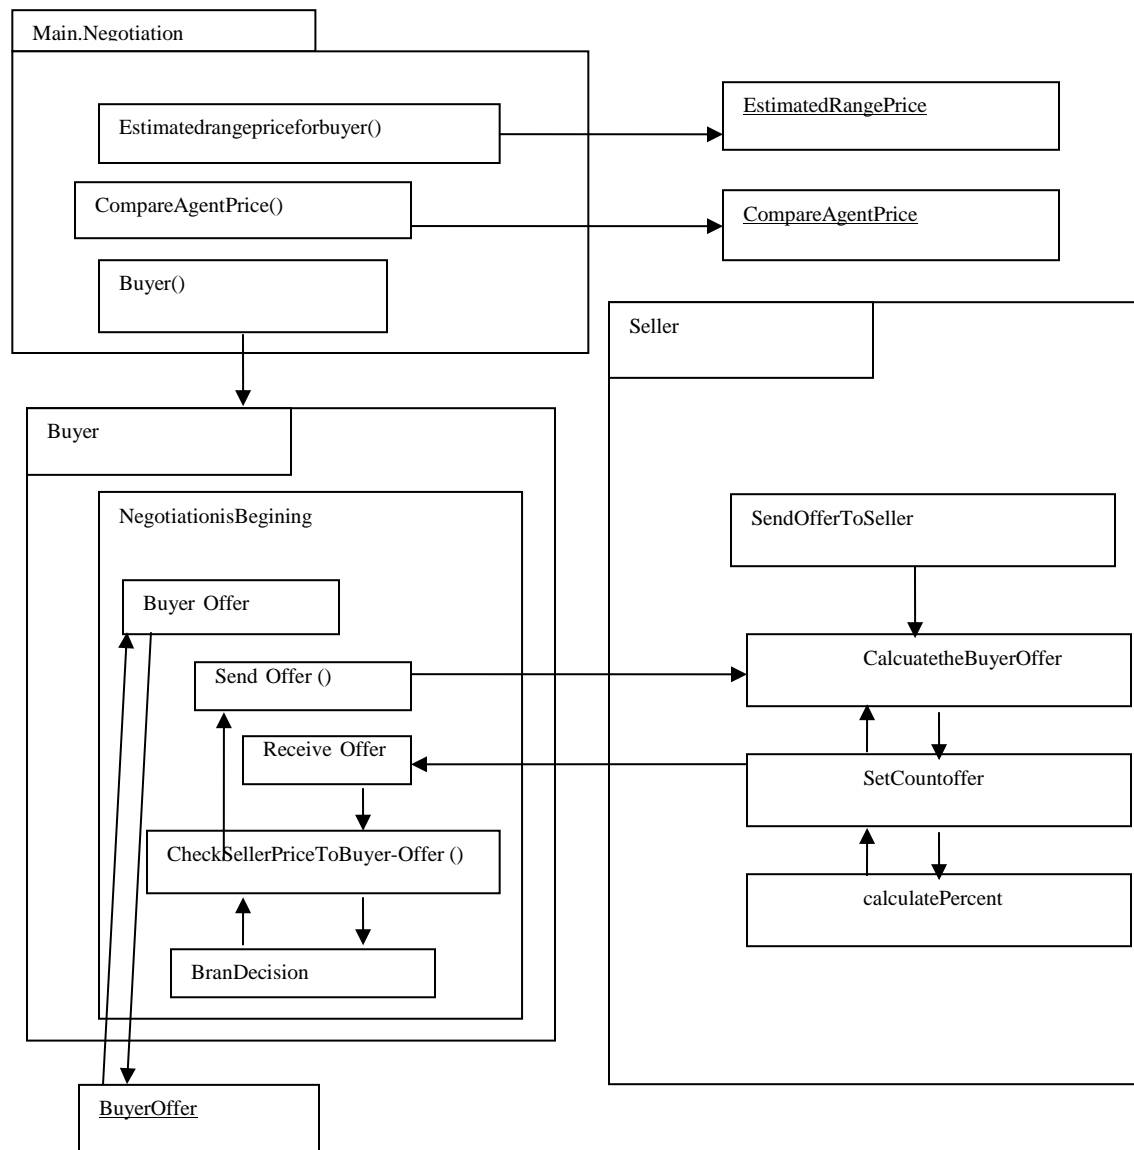 Main.Negotiation
Estimatedrangepriceforbuyer()
EstimatedRangePrice
CompareAgentPrice()
CompareAgentPrice
Buyer()
Seller
Buyer
NegotiationisBegining
SendOfferToSeller
Buyer Offer
CalcuatetheBuyerOffer
Send Offer ()
Receive Offer
SetCountoffer
CheckSellerPriceToBuyer-Offer ()
calculatePercent
BranDecision
BuyerOffer